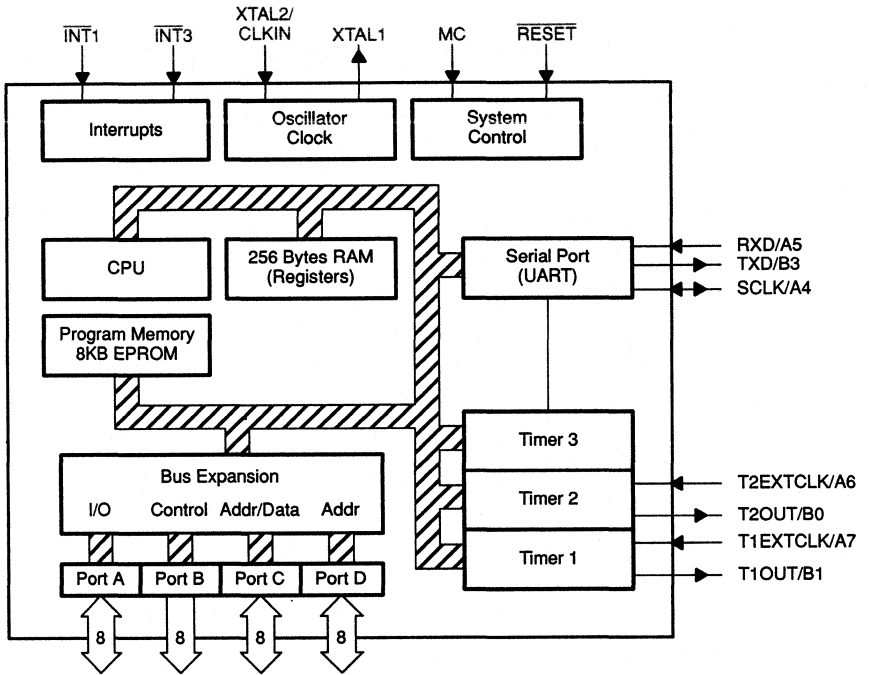 INT1
INT3
XTAL2/
CLKIN
XTAL1
MC
RESET
Interrupts
Oscillator
Clock
System
Control
CPU
256 Bytes RAM
(Registers)
Serial Port
(UART)
RXD/A5
TXD/B3
SCLK/A4
Program Memory
8KB EPROM
Timer 3
Timer 2
Timer 1
T2EXTCLK/A6
T2OUT/B0
T1EXTCLK/A7
T1OUT/B1
Bus Expansion
I/O Control Addr/Data Addr
Port A Port B Port C Port D
8 8 8 8